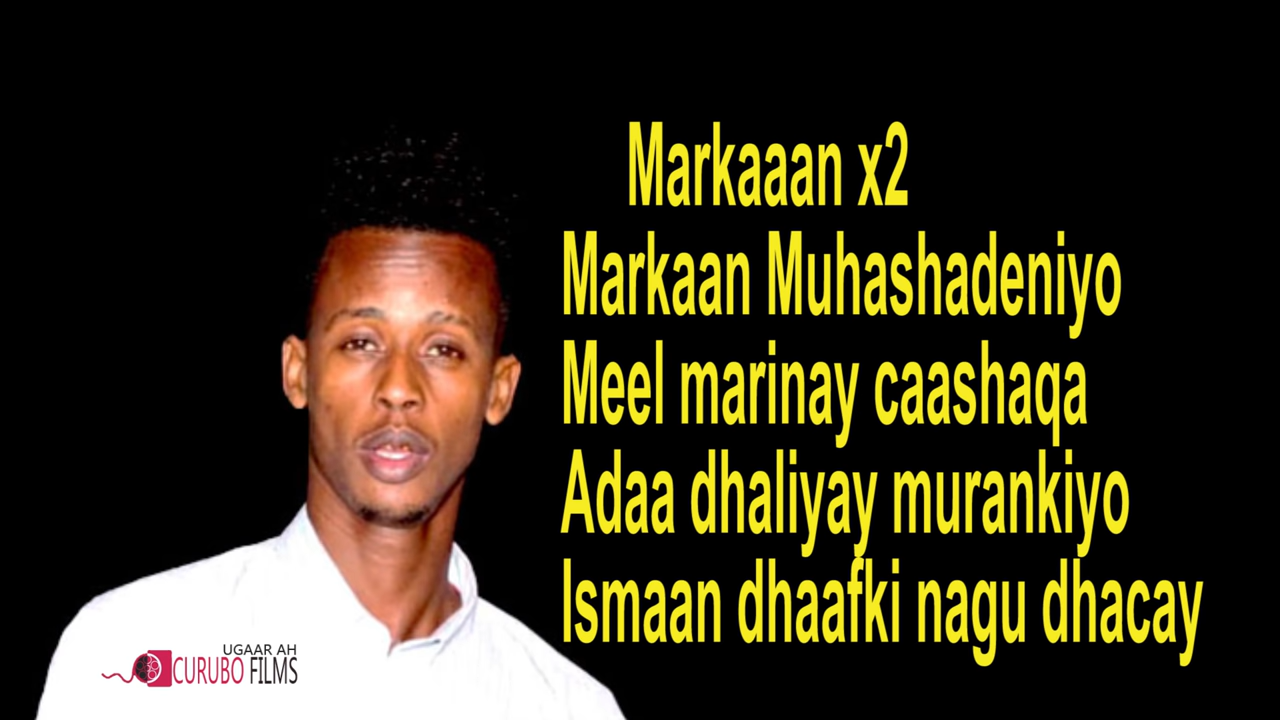 Markaaan x2
Markaan Muhashadeniyo
Meel marinay caashaqa
Adaa dhaliyay murankiyo
Ismaan dhaafki nagu dhacay
UGAAR AH
CURUBO FILMS